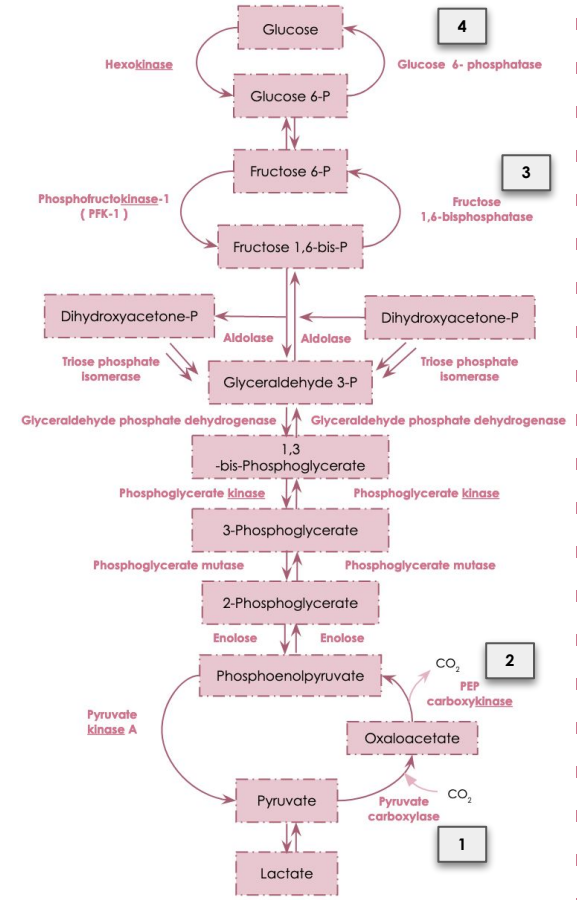 Glucose
4
Hexokinase
Glucose 6- phosphatase
Glucose 6-P
Fructose 6-P
3
Phosphofructokinase-1
( PFK-1 )
Fructose
1,6-bisphosphatase
Fructose 1,6-bis-P
Dihydroxyacetone-P
Dihydroxyacetone-P
Aldolase
Aldolase
Triose phosphate
isomerase
Triose phosphate
isomerase
Glyceraldehyde 3-P
Glyceraldehyde phosphate dehydrogenase
Glyceraldehyde phosphate dehydrogenase
1,3
-bis-Phosphoglycerate
Phosphoglycerate kinase
Phosphoglycerate kinase
3-Phosphoglycerate
Phosphoglycerate mutase
Phosphoglycerate mutase
2-Phosphoglycerate
Enolose
Enolose
2
CO2
Phosphoenolpyruvate
PEP
carboxykinase
Pyruvate
kinase A
Oxaloacetate
CO2
Pyruvate
Pyruvate
carboxylase
1
Lactate